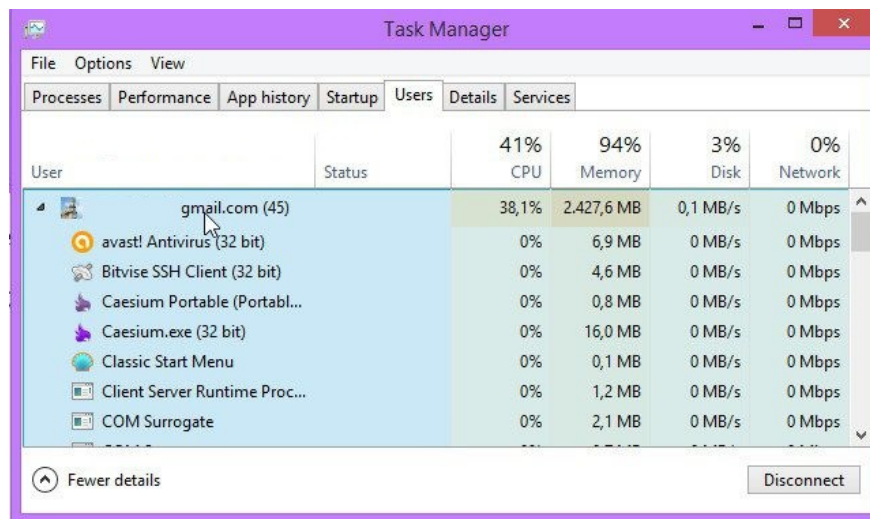 Task Manager
File Options View
Processes Performance App history Startup Users Details Services
41% 94% 3% 0%
User Status CPU Memory Disk Network
gmail.com (45) 38,1% 2.427,6 MB 0,1 MB/s 0 Mbps
avast! Antivirus (32 bit) 0% 6,9 MB 0 MB/s 0 Mbps
Bitvise SSH Client (32 bit) 0% 4,6 MB 0 MB/s 0 Mbps
Caesium Portable (Portabl... 0% 0,8 MB 0 MB/s 0 Mbps
Caesium.exe (32 bit) 0% 16,0 MB 0 MB/s 0 Mbps
Classic Start Menu 0% 0,1 MB 0 MB/s 0 Mbps
Client Server Runtime Proc... 0% 1,2 MB 0 MB/s 0 Mbps
COM Surrogate 0% 2,1 MB 0 MB/s 0 Mbps
Fewer details Disconnect